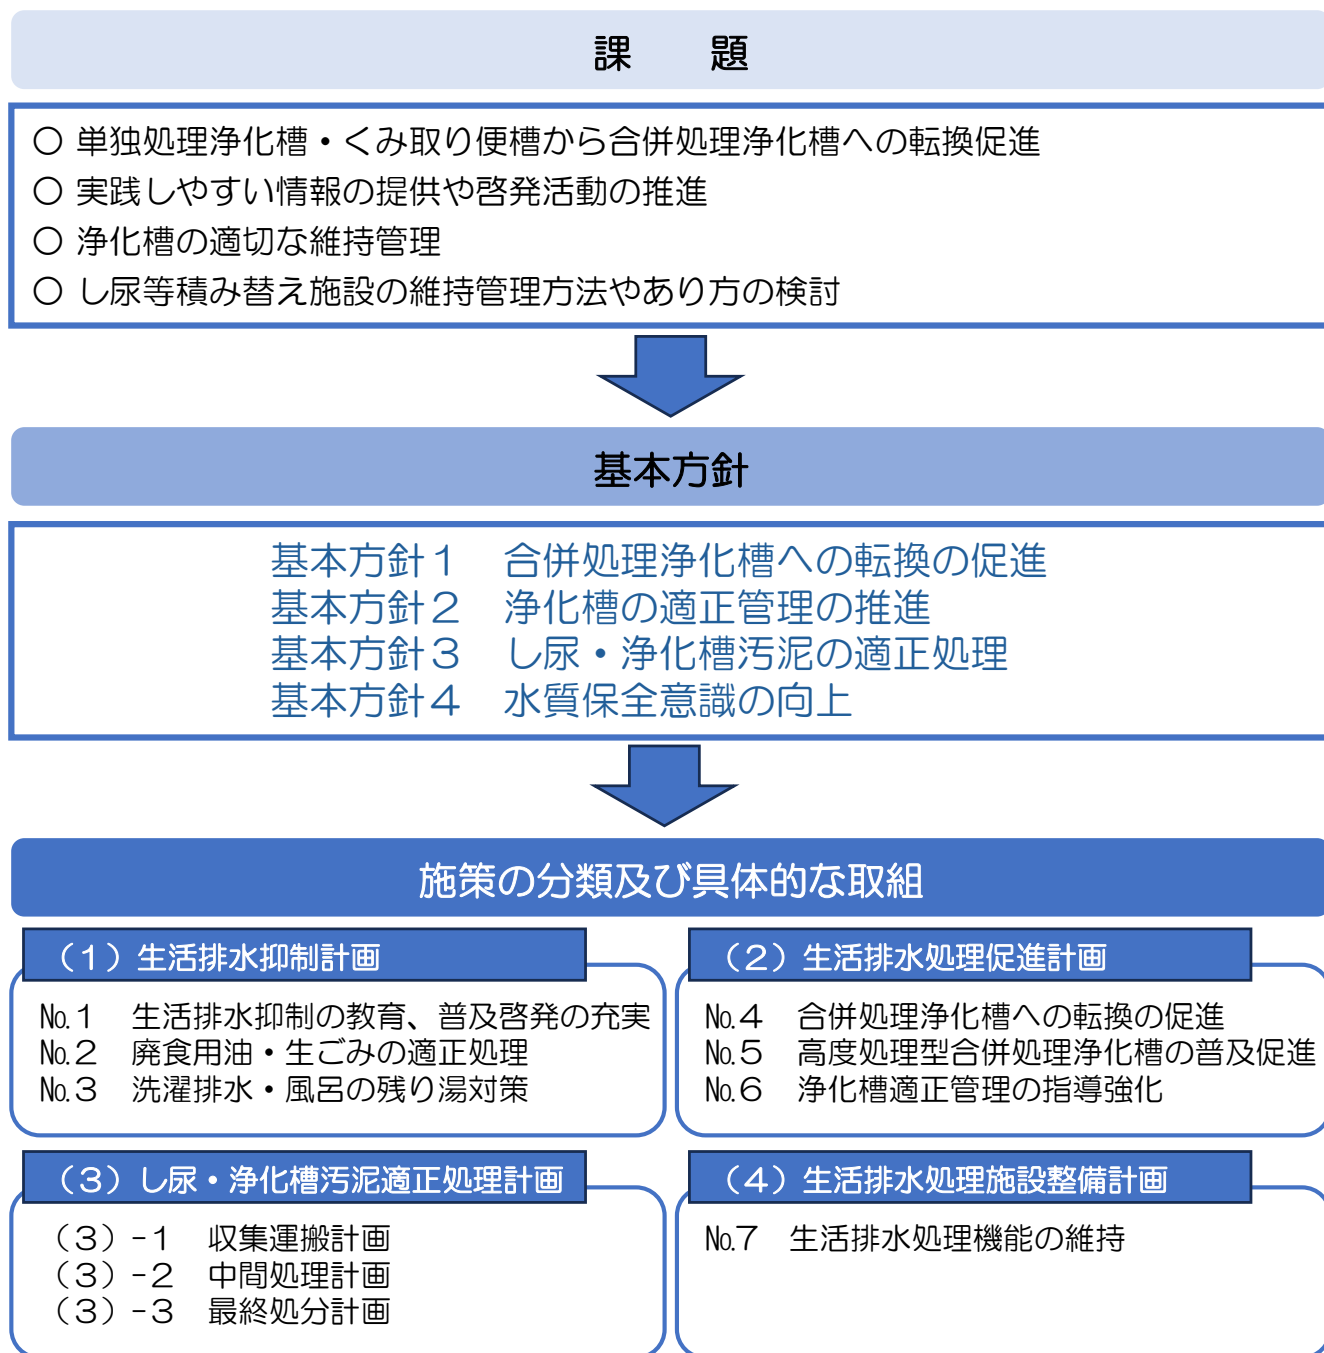 課　題
〇 単独処理浄化槽・くみ取り便槽から合併処理浄化槽への転換促進
〇 実践しやすい情報の提供や啓発活動の推進
〇 浄化槽の適切な維持管理
〇 し尿等積み替え施設の維持管理方法やあり方の検討
基本方針
基本方針１　合併処理浄化槽への転換の促進
基本方針２　浄化槽の適正管理の推進
基本方針３　し尿・浄化槽汚泥の適正処理
基本方針４　水質保全意識の向上
施策の分類及び具体的な取組
（１）生活排水抑制計画
№1　生活排水抑制の教育、普及啓発の充実
№2　廃食用油・生ごみの適正処理
№3　洗濯排水・風呂の残り湯対策
（２）生活排水処理促進計画
№4　合併処理浄化槽への転換の促進
№5　高度処理型合併処理浄化槽の普及促進
№6　浄化槽適正管理の指導強化
（３）し尿・浄化槽汚泥適正処理計画
（３）-1　収集運搬計画
（３）-2　中間処理計画
（３）-3　最終処分計画
（４）生活排水処理施設整備計画
№7　生活排水処理機能の維持